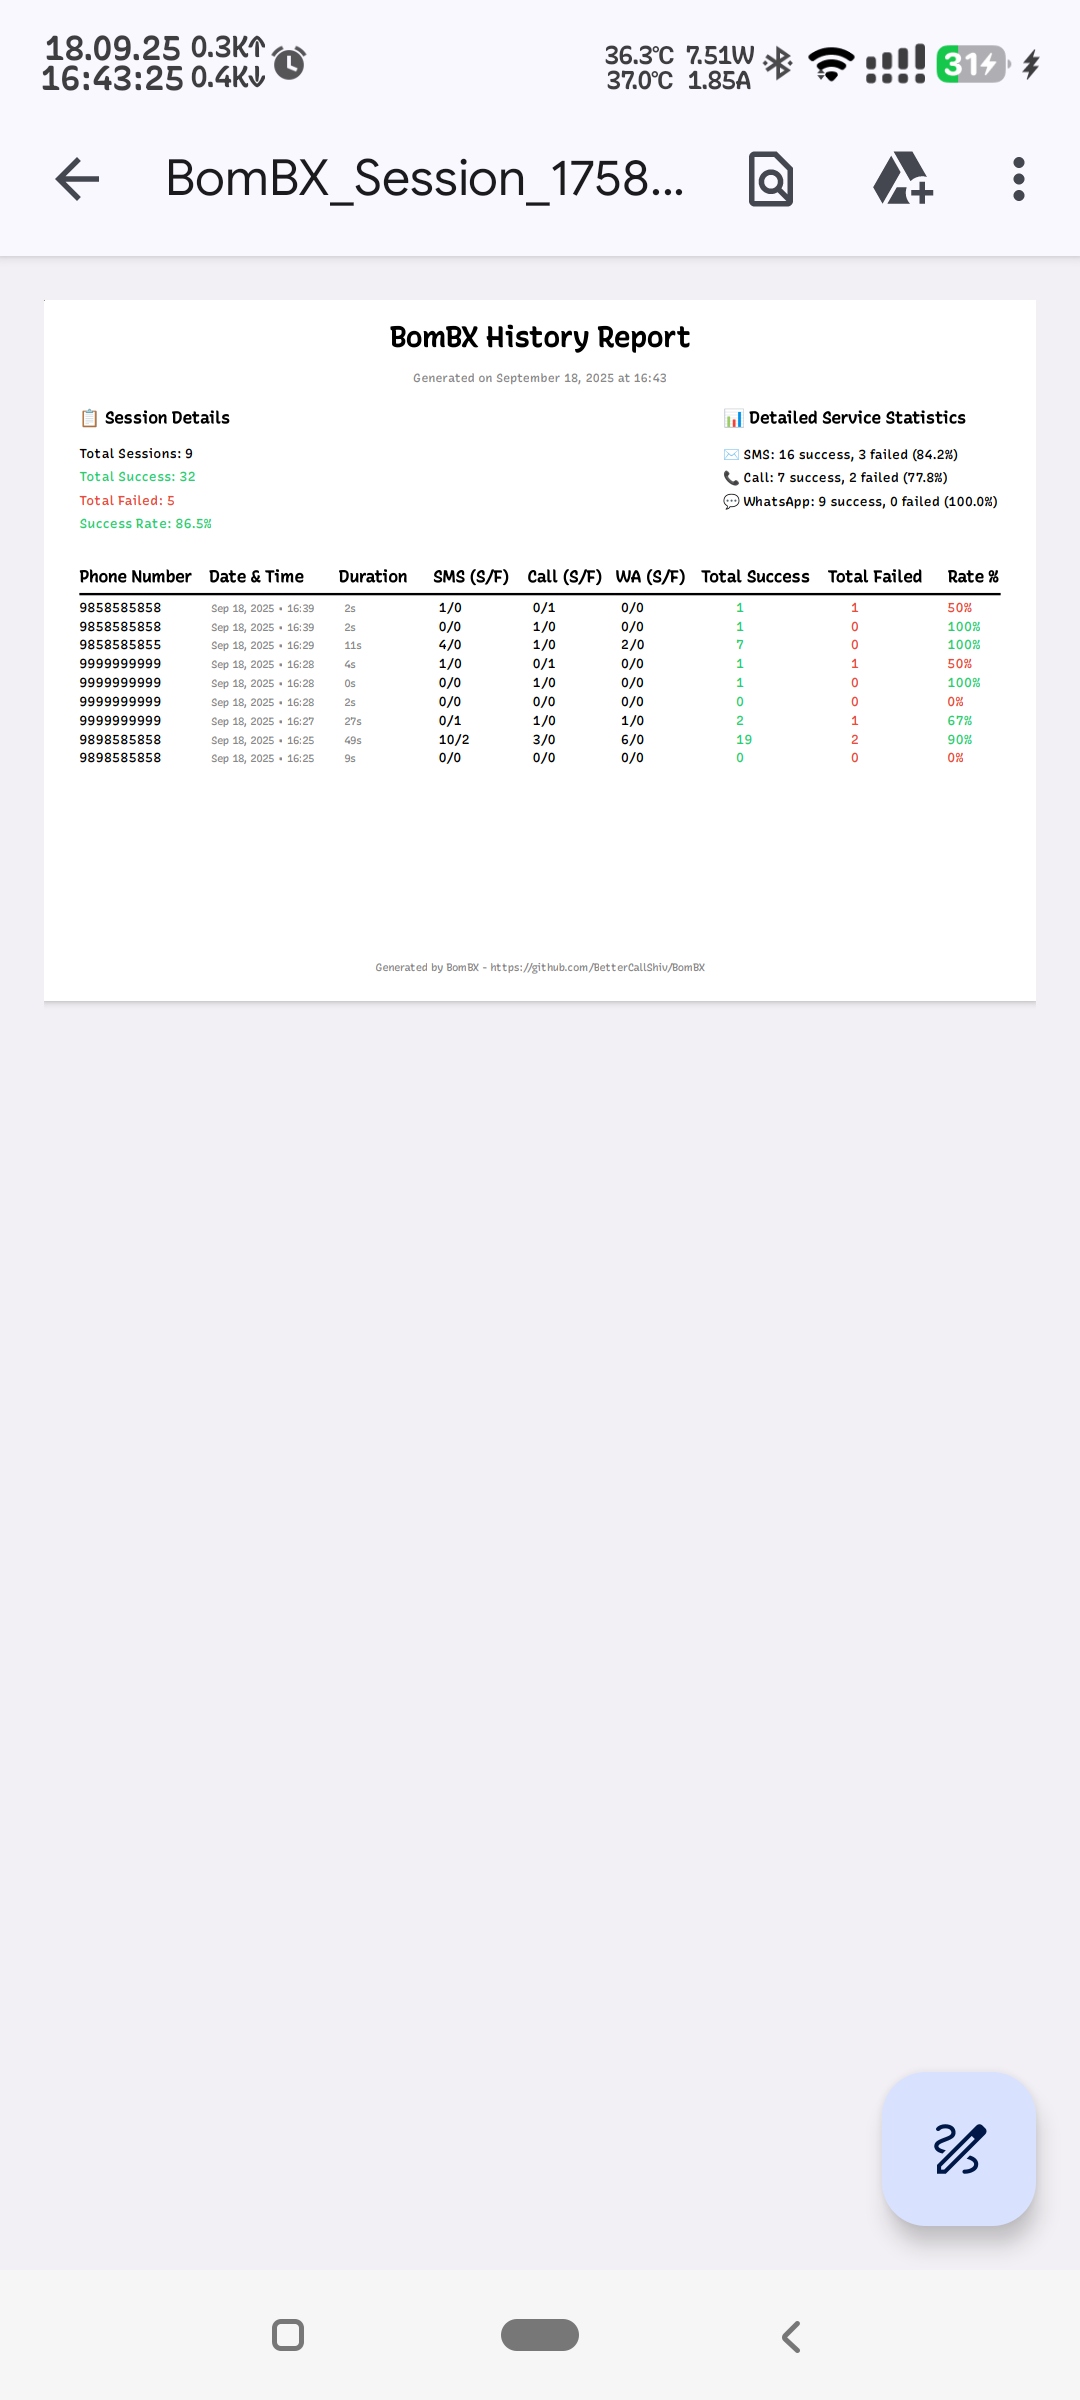 18.09.25 0.3K↑
16:43:25 0.4K↓
36.3°C 7.51W
37.0°C 1.85A
31
BomBX_Session_1758...
BomBX History Report
Generated on September 18, 2025 at 16:43
📋 Session Details
Total Sessions: 9
Total Success: 32
Total Failed: 5
Success Rate: 86.5%
📊 Detailed Service Statistics
✉️ SMS: 16 success, 3 failed (84.2%)
📞 Call: 7 success, 2 failed (77.8%)
💬 WhatsApp: 9 success, 0 failed (100.0%)
Phone Number Date & Time Duration SMS (S/F) Call (S/F) WA (S/F) Total Success Total Failed Rate %
9858585858 Sep 18, 2025 • 16:39 2s 1/0 0/1 0/0 1 1 50%
9858585858 Sep 18, 2025 • 16:39 2s 0/0 1/0 0/0 1 0 100%
9858585855 Sep 18, 2025 • 16:29 11s 4/0 1/0 2/0 7 0 100%
9999999999 Sep 18, 2025 • 16:28 4s 1/0 0/1 0/0 1 1 50%
9999999999 Sep 18, 2025 • 16:28 0s 0/0 1/0 0/0 1 0 100%
9999999999 Sep 18, 2025 • 16:28 2s 0/0 0/0 0/0 0 0 0%
9999999999 Sep 18, 2025 • 16:27 27s 0/1 1/0 1/0 2 1 67%
9898585858 Sep 18, 2025 • 16:25 49s 10/2 3/0 6/0 19 2 90%
9898585858 Sep 18, 2025 • 16:25 9s 0/0 0/0 0/0 0 0 0%
Generated by BomBX - https://github.com/BetterCallShiv/BomBX